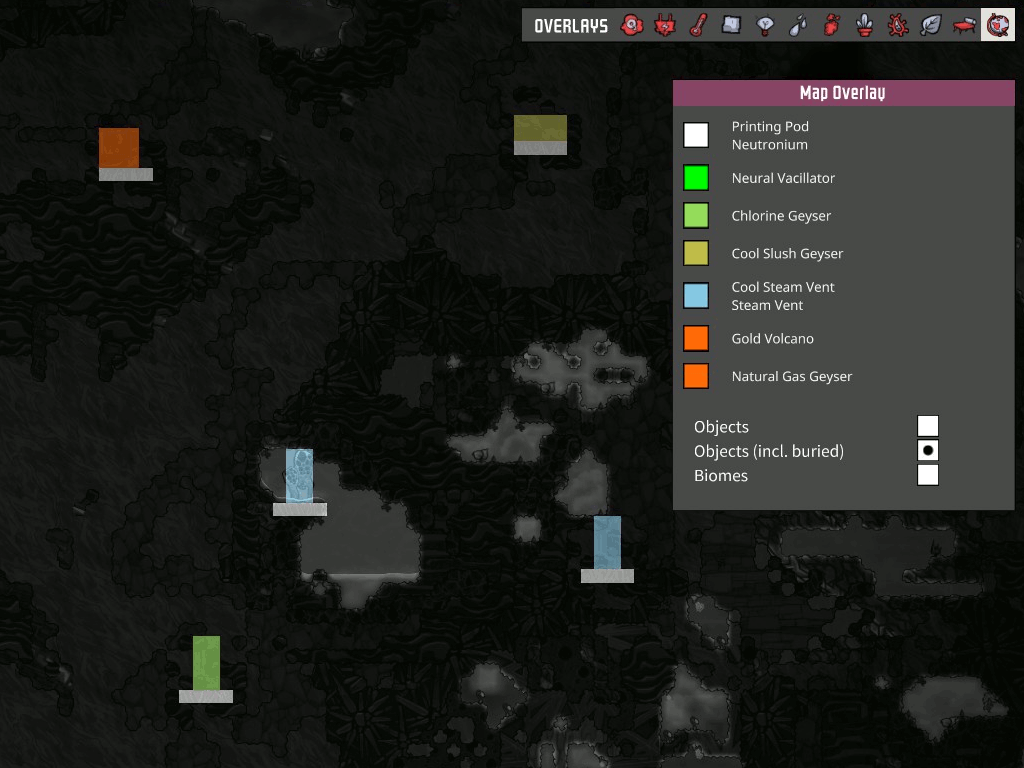 OVERLAYS
Map Overlay
Printing Pod
Neutronium
Neural Vacillator
Chlorine Geyser
Cool Slush Geyser
Cool Steam Vent
Steam Vent
Gold Volcano
Natural Gas Geyser
Objects
Objects (incl. buried)
Biomes